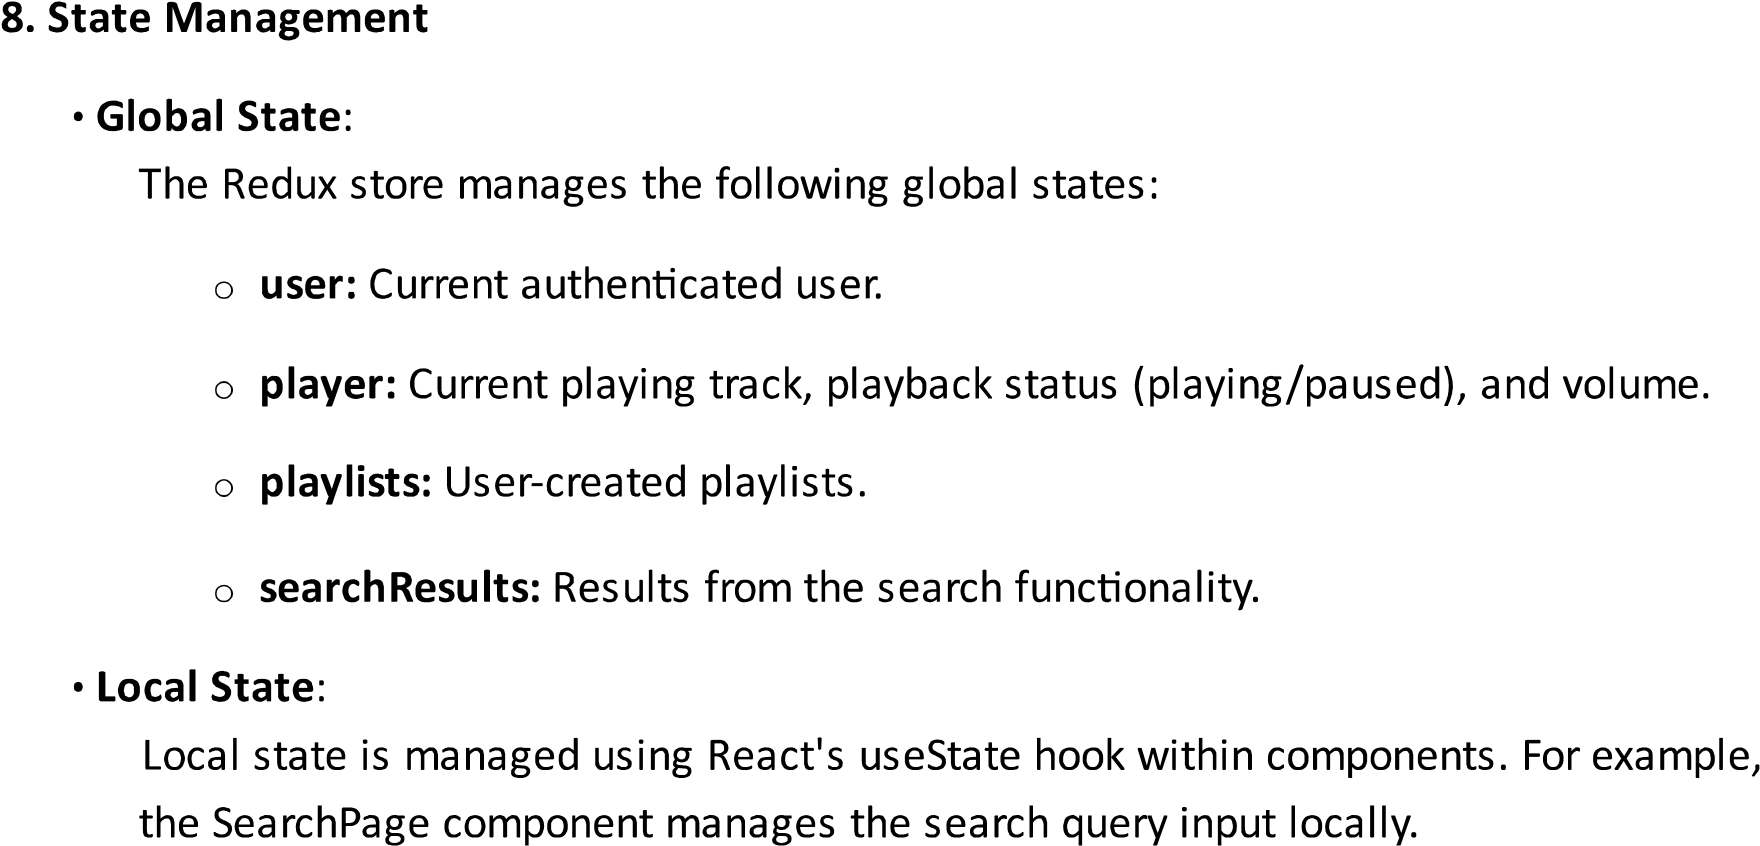 8. State Management
• Global State:
The Redux store manages the following global states:
o user: Current authenticated user.
o player: Current playing track, playback status (playing/paused), and volume.
o playlists: User-created playlists.
o searchResults: Results from the search functionality.
• Local State:
Local state is managed using React's useState hook within components. For example,
the SearchPage component manages the search query input locally.